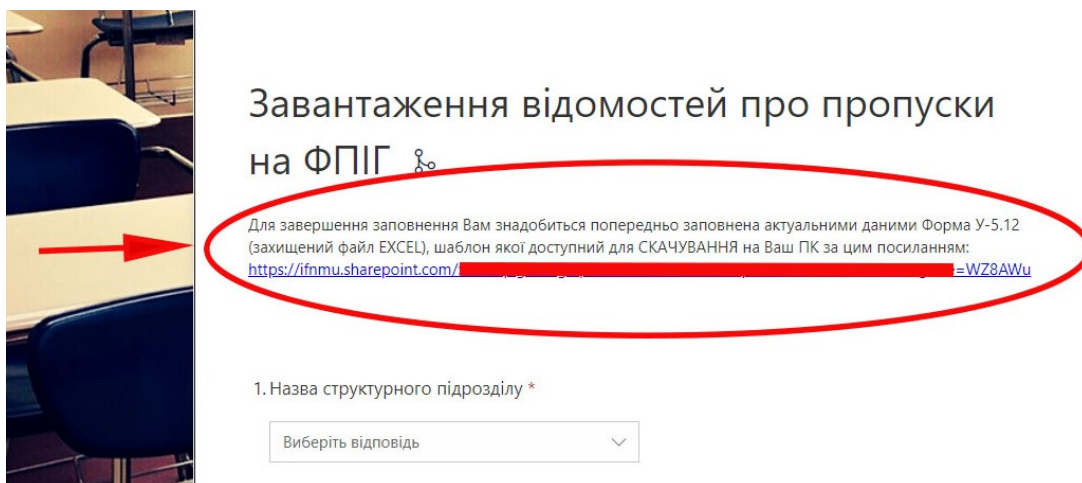 Завантаження відомостей про пропуски
на ФПІГ
Для завершення заповнення Вам знадобиться попередньо заповнена актуальними даними Форма У-5.12
(захищений файл EXCEL), шаблон якої доступний для СКАЧУВАННЯ на Ваш ПК за цим посиланням:
https://ifnmu.sharepoint.com/ =WZ8AWu
1. Назва структурного підрозділу *
Виберіть відповідь